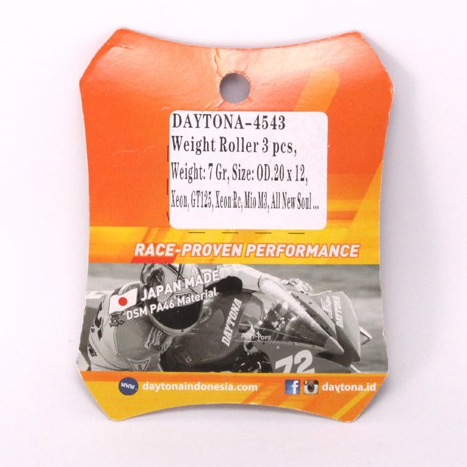 DAYTONA-4543
Weight Roller 3 pcs,
Weight: 7 Gr, Size: OD.20 x 12,
Xeon, GT125, Xeon Rc, Mio M3, All New Soul ...
RACE-PROVEN PERFORMANCE
JAPAN MADE
DSM PA46 Material
DAYTONA
72
www. daytonaindonesia.com
f daytona.id